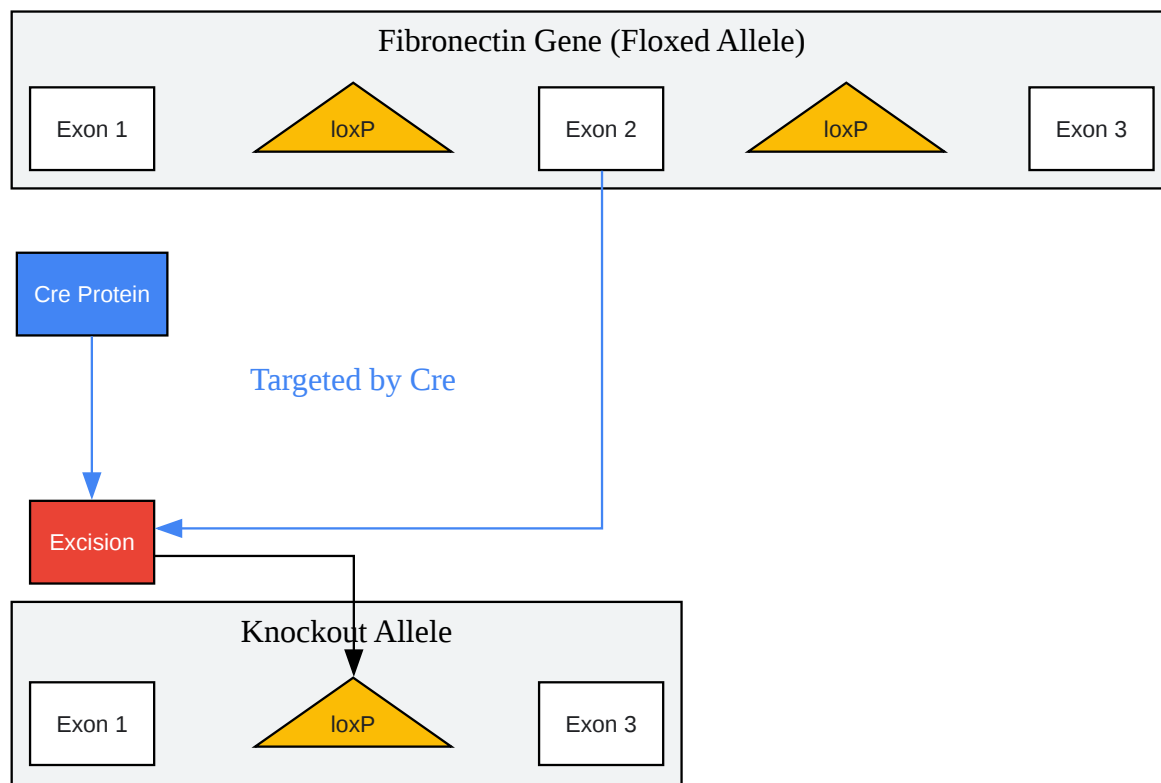 Fibronectin Gene (Floxed Allele)
Exon 1
loxP
Exon 2
loxP
Exon 3
Cre Protein
Targeted by Cre
Excision
Knockout Allele
Exon 1
loxP
Exon 3